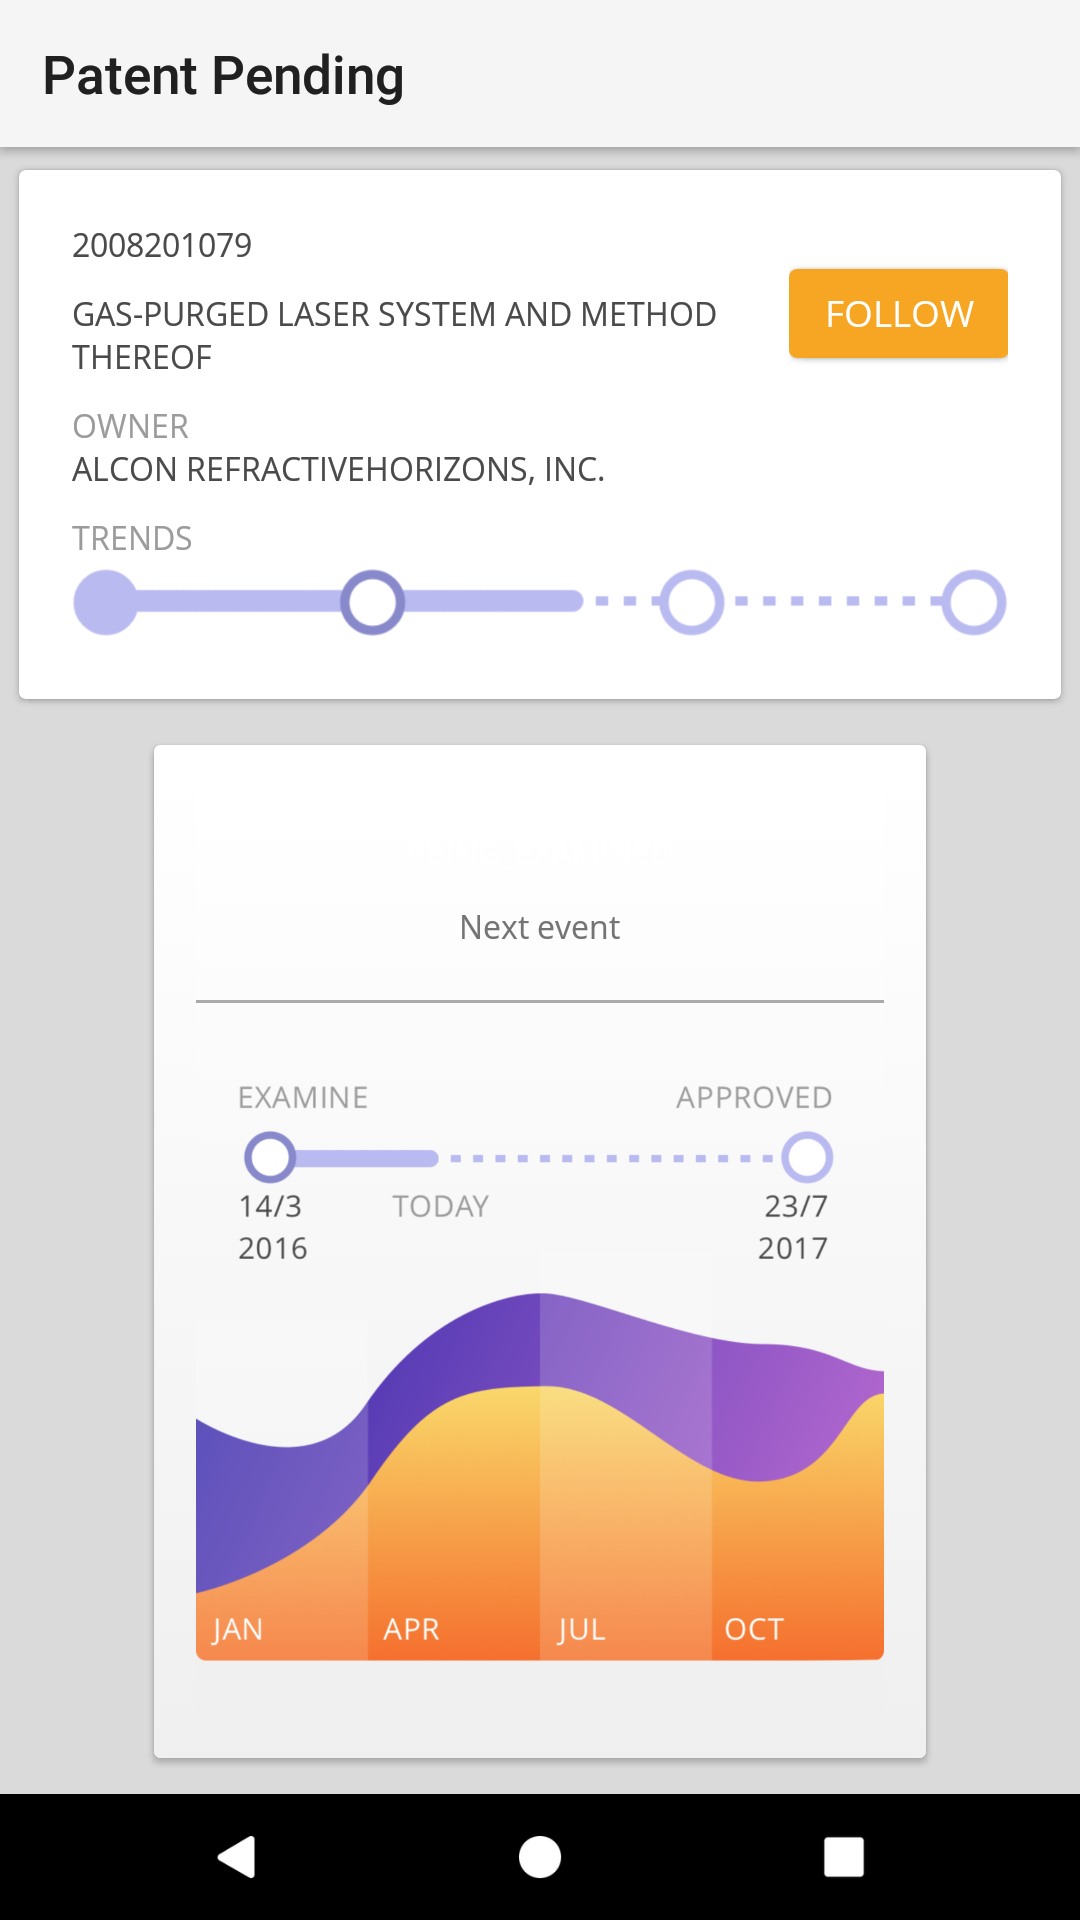 Patent Pending
2008201079
GAS-PURGED LASER SYSTEM AND METHOD
THEREOF
FOLLOW
OWNER
ALCON REFRACTIVEHORIZONS, INC.
TRENDS
Next event
EXAMINE APPROVED
14/3 TODAY 23/7
2016 2017
JAN APR JUL OCT